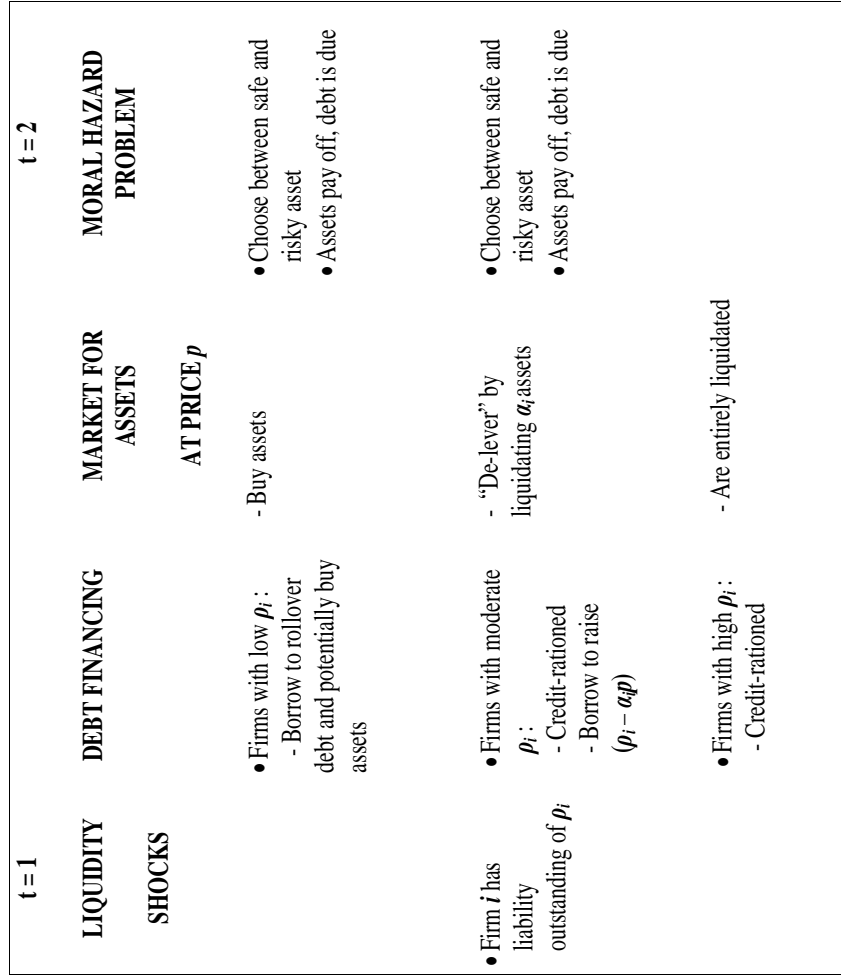 t = 1
t = 2
LIQUIDITY
SHOCKS
DEBT FINANCING
MARKET FOR
ASSETS
AT PRICE p
MORAL HAZARD
PROBLEM
• Firms with low ρi :
- Borrow to rollover
debt and potentially buy
assets
- Buy assets
• Choose between safe and
risky asset
• Assets pay off, debt is due
• Firm i has
liability
outstanding of ρi
• Firms with moderate
ρi :
- Credit-rationed
- Borrow to raise
(ρi – αip)
- “De-lever” by
liquidating αi assets
• Choose between safe and
risky asset
• Assets pay off, debt is due
• Firms with high ρi :
- Credit-rationed
- Are entirely liquidated